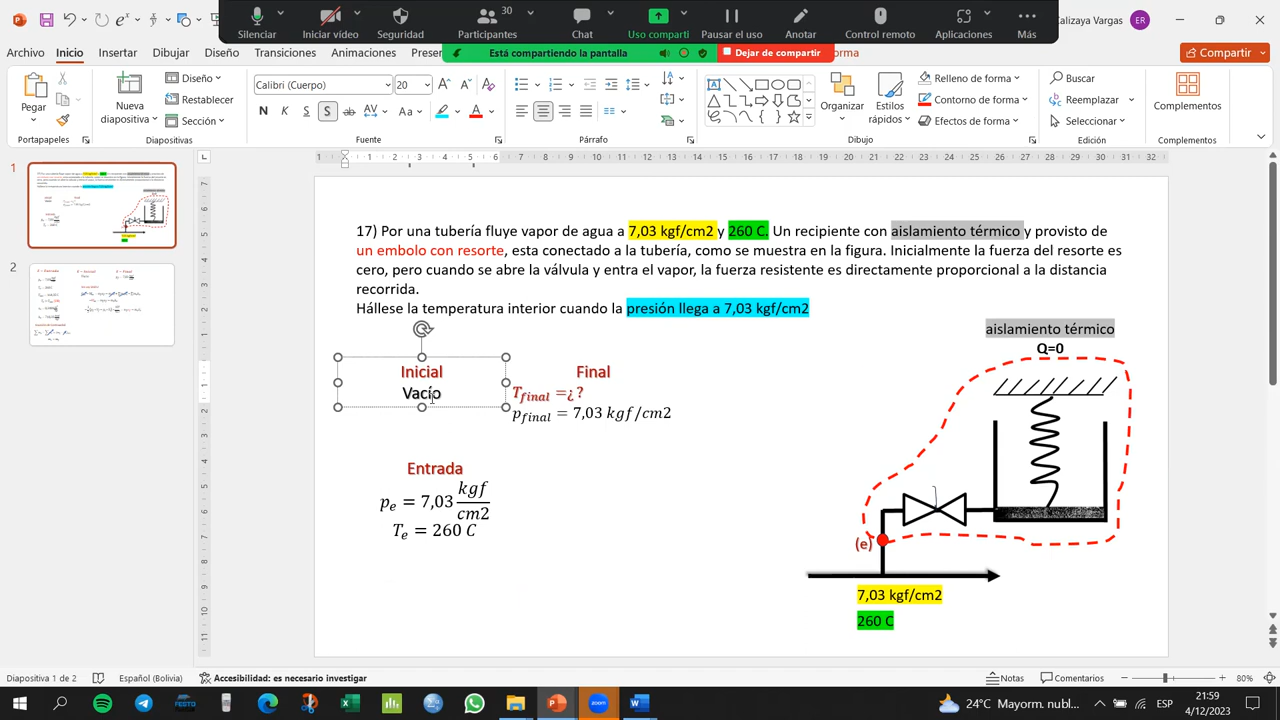 Silenciar
Iniciar vídeo
Seguridad
30
Participantes
Chat
Uso comparti
Pausar el uso
Anotar
Control remoto
Aplicaciones
Más
Calizaya Vargas
ER
Está compartiendo la pantalla
Dejar de compartir
Archivo
Inicio
Insertar
Dibujar
Diseño
Transiciones
Animaciones
Compartir
Pegar
Portapapeles
Nueva
diapositiva
Diseño
Restablecer
Sección
Diapositivas
Calibri (Cuerpo)
20
Fuente
Párrafo
Organizar
Estilos
rápidos
Relleno de forma
Contorno de forma
Efectos de forma
Dibujo
Buscar
Reemplazar
Seleccionar
Edición
Complementos
Complementos
17) Por una tubería fluye vapor de agua a 7,03 kgf/cm2 y 260 C. Un recipiente con aislamiento térmico y provisto de
un embolo con resorte, esta conectado a la tubería, como se muestra en la figura. Inicialmente la fuerza del resorte es
cero, pero cuando se abre la válvula y entra el vapor, la fuerza resistente es directamente proporcional a la distancia
recorrida.
Hállese la temperatura interior cuando la presión llega a 7,03 kgf/cm2
aislamiento térmico
Q=0
Inicial
Vacío
Final
T_final =¿?
p_final = 7,03 kgf/cm2
Entrada
p_e = 7,03 kgf/cm2
T_e = 260 C
(e)
7,03 kgf/cm2
260 C
Diapositiva 1 de 2
Español (Bolivia)
Accesibilidad: es necesario investigar
Notas
Comentarios
80%
24°C Mayorm. nubl...
ESP
21:59
4/12/2023